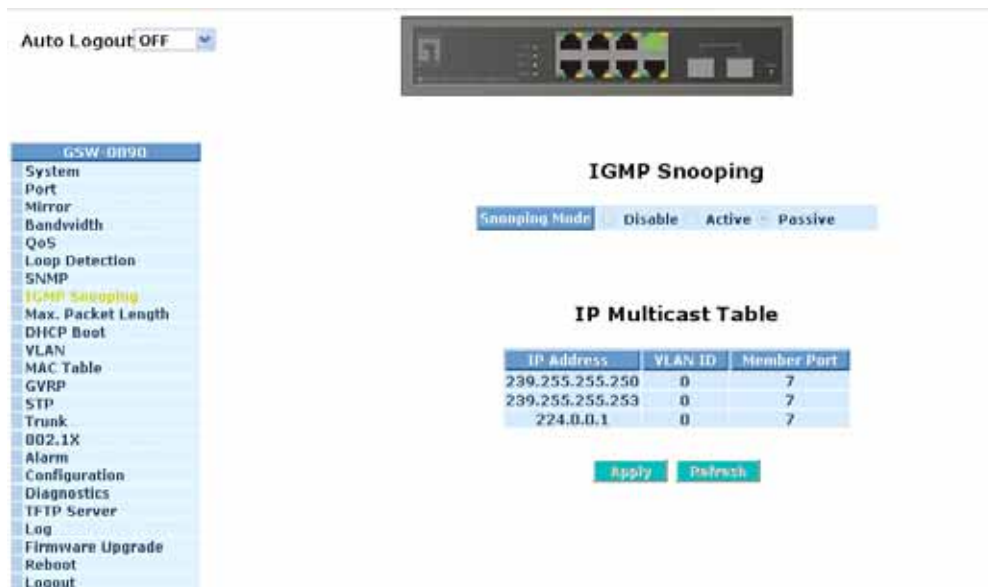 Auto Logout OFF
GSW-0890
System
Port
Mirror
Bandwidth
QoS
Loop Detection
SNMP
IGMP Snooping
Max. Packet Length
DHCP Boot
VLAN
MAC Table
GVRP
STP
Trunk
802.1X
Alarm
Configuration
Diagnostics
TFTP Server
Log
Firmware Upgrade
Reboot
Logout
IGMP Snooping
Snooping Mode Disable Active Passive
IP Multicast Table
IP Address VLAN ID Member Port
239.255.255.250 0 7
239.255.255.253 0 7
224.0.0.1 0 7
Apply Refresh